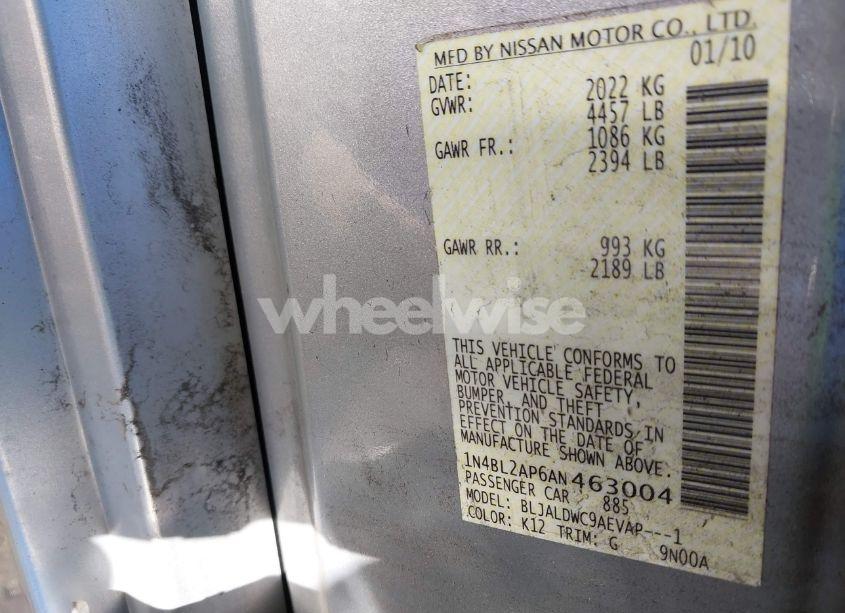 MFD BY NISSAN MOTOR CO., LTD.
DATE: 01/10
GVWR: 2022 KG
4457 LB
GAWR FR.: 1086 KG
2394 LB
GAWR RR.: 993 KG
2189 LB
wheelwise
THIS VEHICLE CONFORMS TO
ALL APPLICABLE FEDERAL
MOTOR VEHICLE SAFETY,
BUMPER, AND THEFT
PREVENTION STANDARDS IN
EFFECT ON THE DATE OF
MANUFACTURE SHOWN ABOVE.
1N4BL2AP6AN463004
PASSENGER CAR 885
MODEL: BLJALDWC9AEVAP---1
COLOR: K12 TRIM: G 9N00A